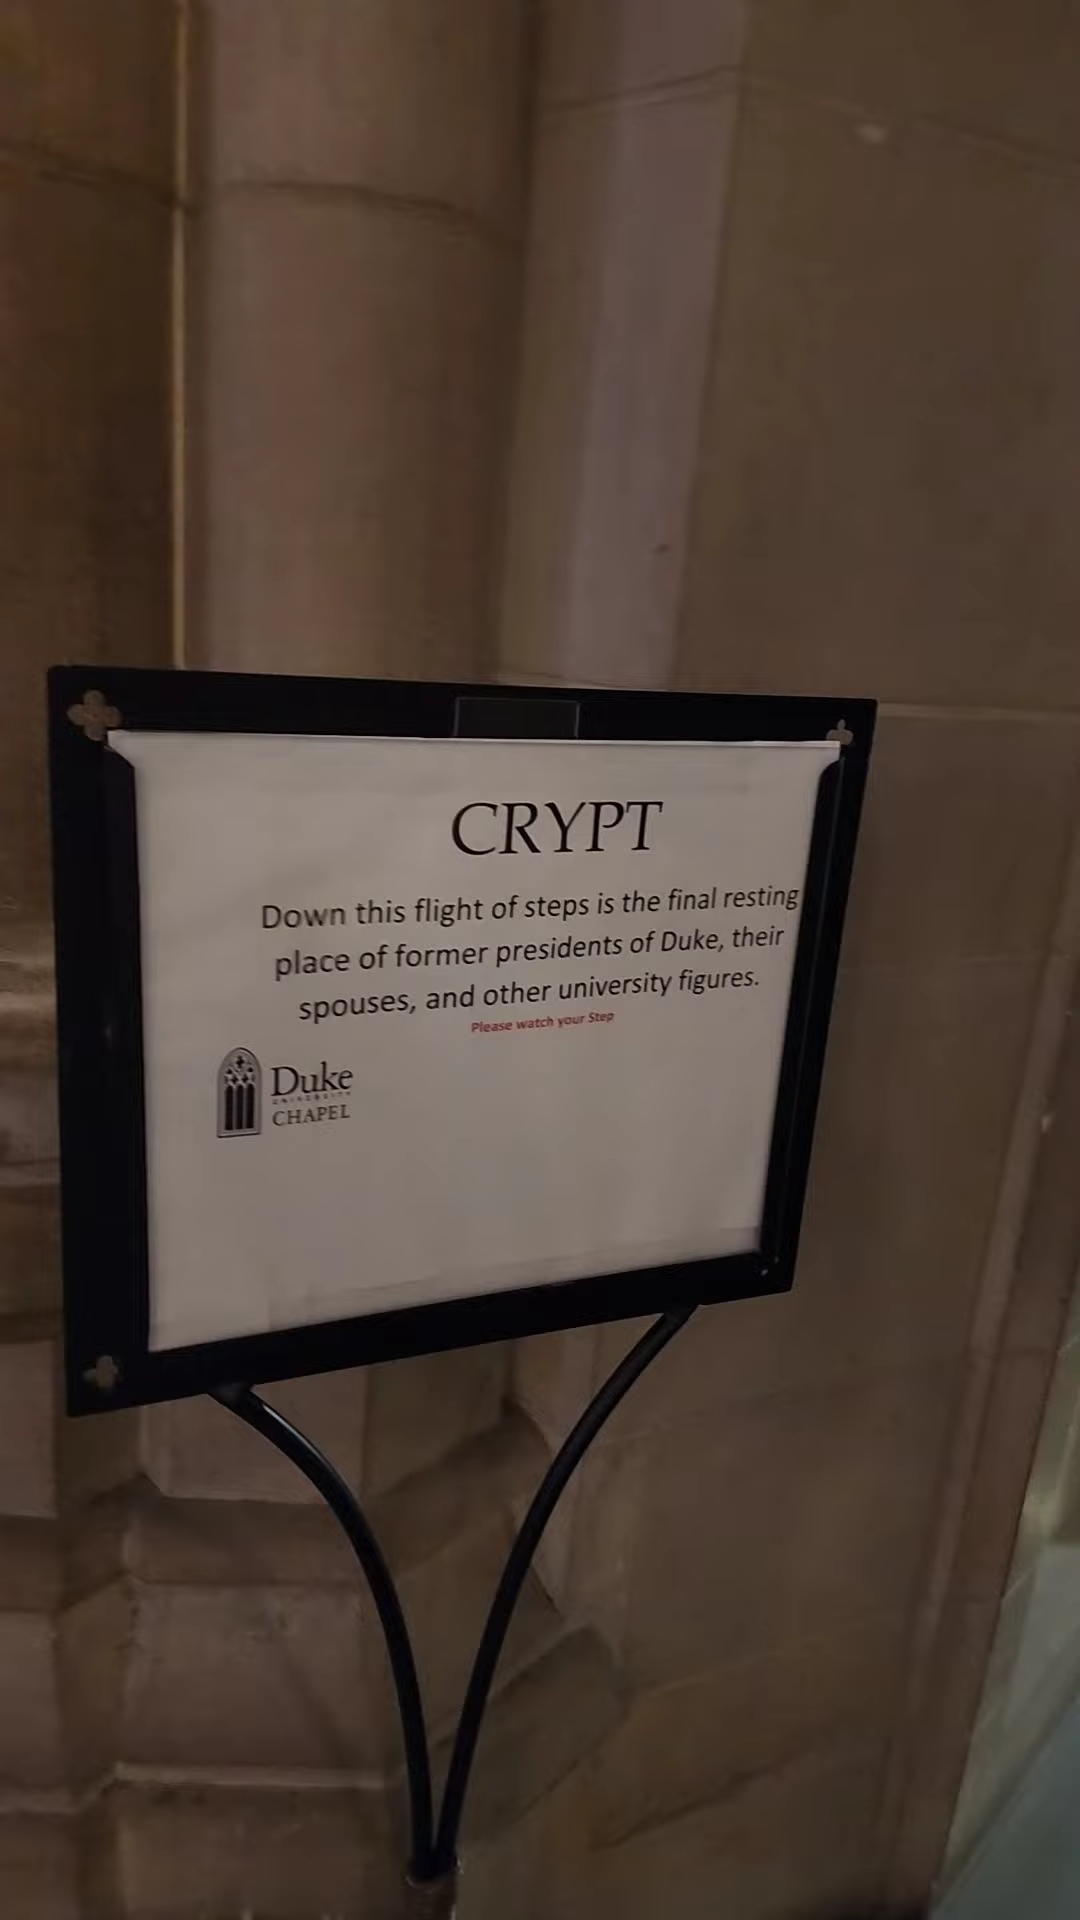 CRYPT
Down this flight of steps is the final resting
place of former presidents of Duke, their
spouses, and other university figures.
Please watch your Step
Duke
UNIVERSITY
CHAPEL